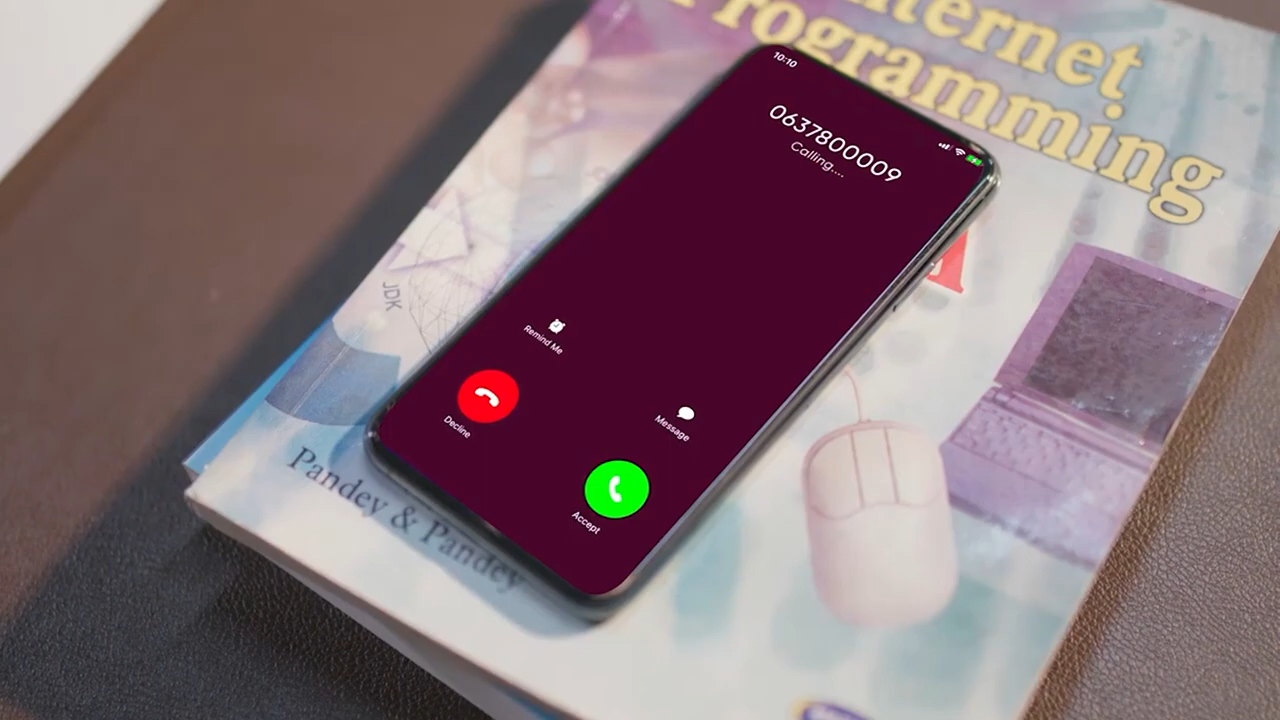 Internet
Programming
10:10
0637800009
Calling....
Remind Me
Message
Decline
Accept
JDK
Pandey & Pandey